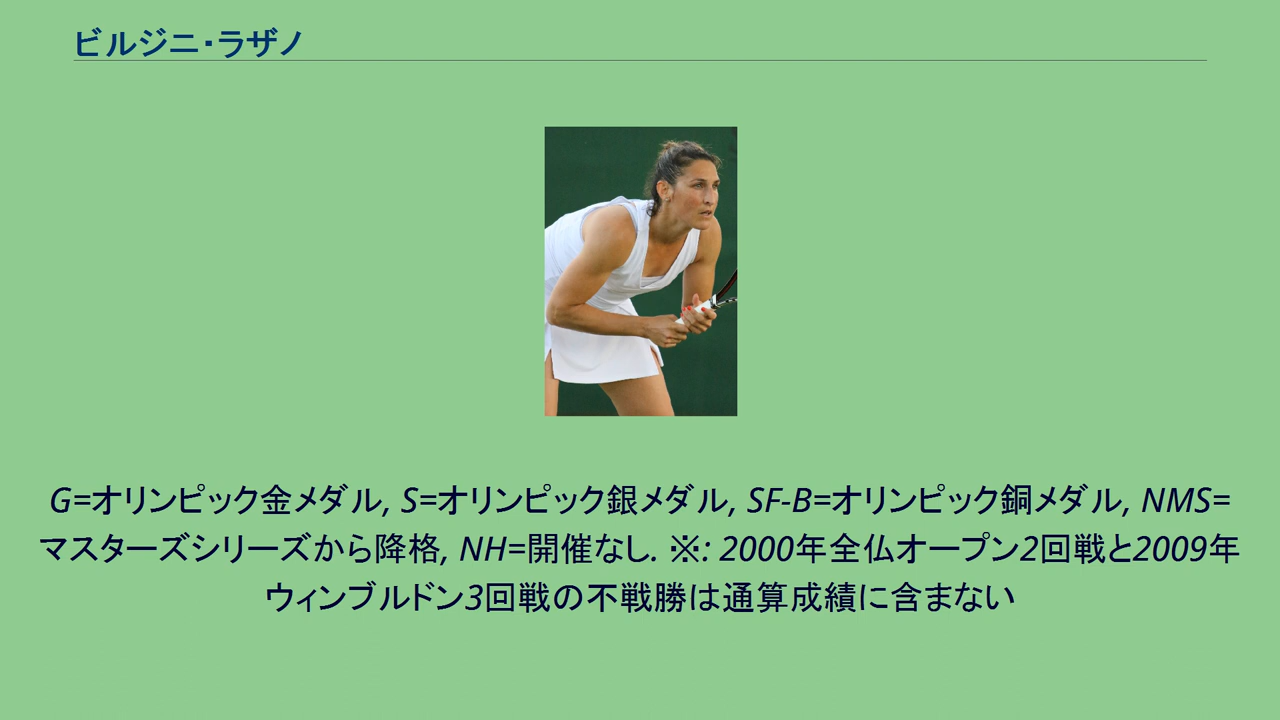 ビルジニ・ラザノ
G=オリンピック金メダル, S=オリンピック銀メダル, SF-B=オリンピック銅メダル, NMS=
マスターズシリーズから降格, NH=開催なし. ※: 2000年全仏オープン2回戦と2009年
ウィンブルドン3回戦の不戦勝は通算成績に含まない